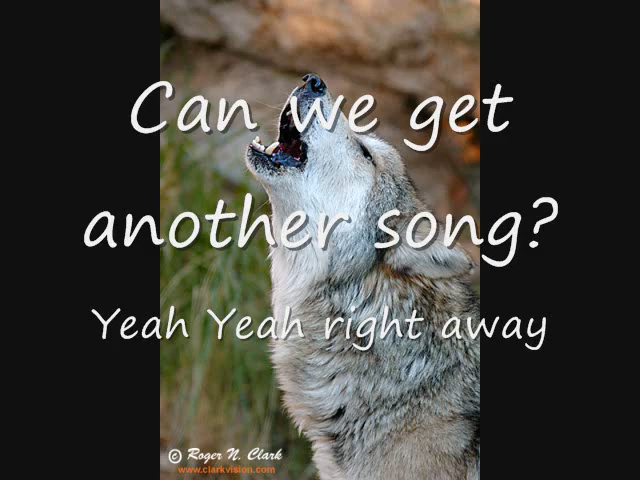 Can we get
another song?
Yeah Yeah right away
© Roger N. Clark
www.clarkvision.com